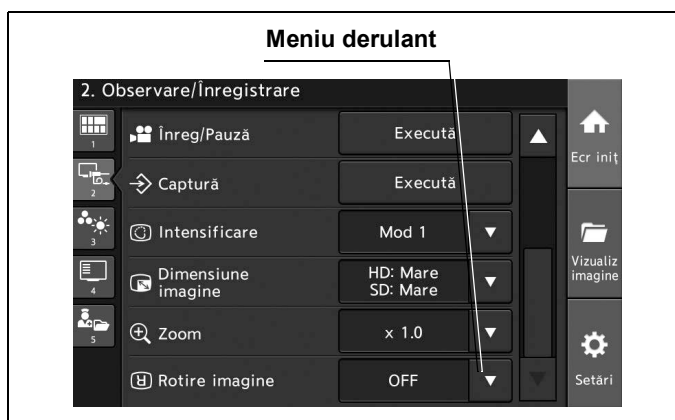 Meniu derulant
2. Observare/Înregistrare
1
Înreg/Pauză
Execută
Ecr iniț
2
Captură
Execută
3
Intensificare
Mod 1
Vizualiz
imagine
4
Dimensiune
imagine
HD: Mare
SD: Mare
5
Zoom
x 1.0
Rotire imagine
OFF
Setări